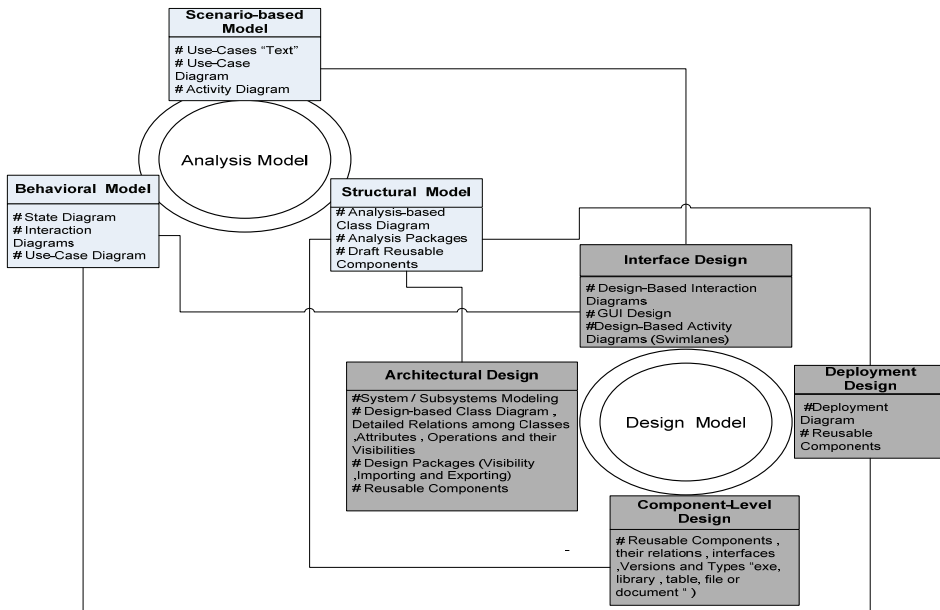 Scenario-based
Model
# Use-Cases “Text”
# Use-Case
Diagram
# Activity Diagram
Analysis Model
Behavioral Model
# State Diagram
# Interaction
Diagrams
# Use-Case Diagram
Structural Model
# Analysis-based
Class Diagram
# Analysis Packages
# Draft Reusable
Components
Interface Design
# Design-Based Interaction
Diagrams
# GUI Design
#Design-Based Activity
Diagrams (Swimlanes)
Architectural Design
#System / Subsystems Modeling
# Design-based Class Diagram ,
Detailed Relations among Classes
,Attributes , Operations and their
Visibilities
# Design Packages (Visibility
,Importing and Exporting)
# Reusable Components
Design Model
Deployment
Design
#Deployment
Diagram
# Reusable
Components
Component-Level
Design
# Reusable Components ,
their relations , interfaces
,Versions and Types “exe,
library , table, file or
document ” )